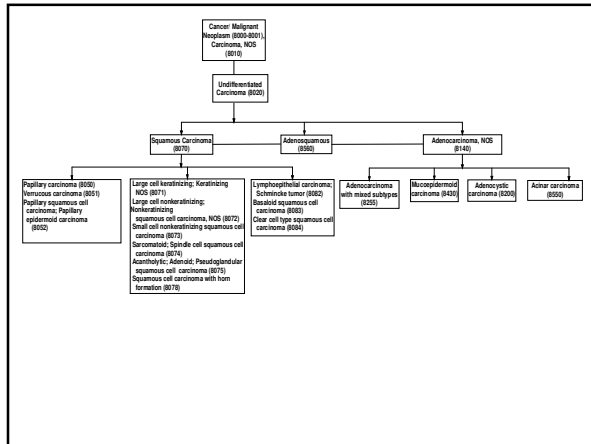 Cancer/ Malignant
Neoplasm (8000-8001),
Carcinoma, NOS
(8010)
Undifferentiated
Carcinoma (8020)
Squamous Carcinoma
(8070)
Adenosquamous
(8560)
Adenocarcinoma, NOS
(8140)
Papillary carcinoma (8050)
Verrucous carcinoma (8051)
Papillary squamous cell
carcinoma; Papillary
epidermoid carcinoma
(8052)
Large cell keratinizing; Keratinizing
NOS (8071)
Large cell nonkeratinizing;
Nonkeratinizing
squamous cell carcinoma, NOS (8072)
Small cell nonkeratinizing squamous cell
carcinoma (8073)
Sarcomatoid; Spindle cell squamous cell
carcinoma (8074)
Acantholytic; Adenoid; Pseudoglandular
squamous cell carcinoma (8075)
Squamous cell carcinoma with horn
formation (8078)
Lymphoepithelial carcinoma;
Schmincke tumor (8082)
Basaloid squamous cell
carcinoma (8083)
Clear cell type squamous cell
carcinoma (8084)
Adenocarcinoma
with mixed subtypes
(8255)
Mucoepidermoid
carcinoma (8430)
Adenocystic
carcinoma (8200)
Acinar carcinoma
(8550)